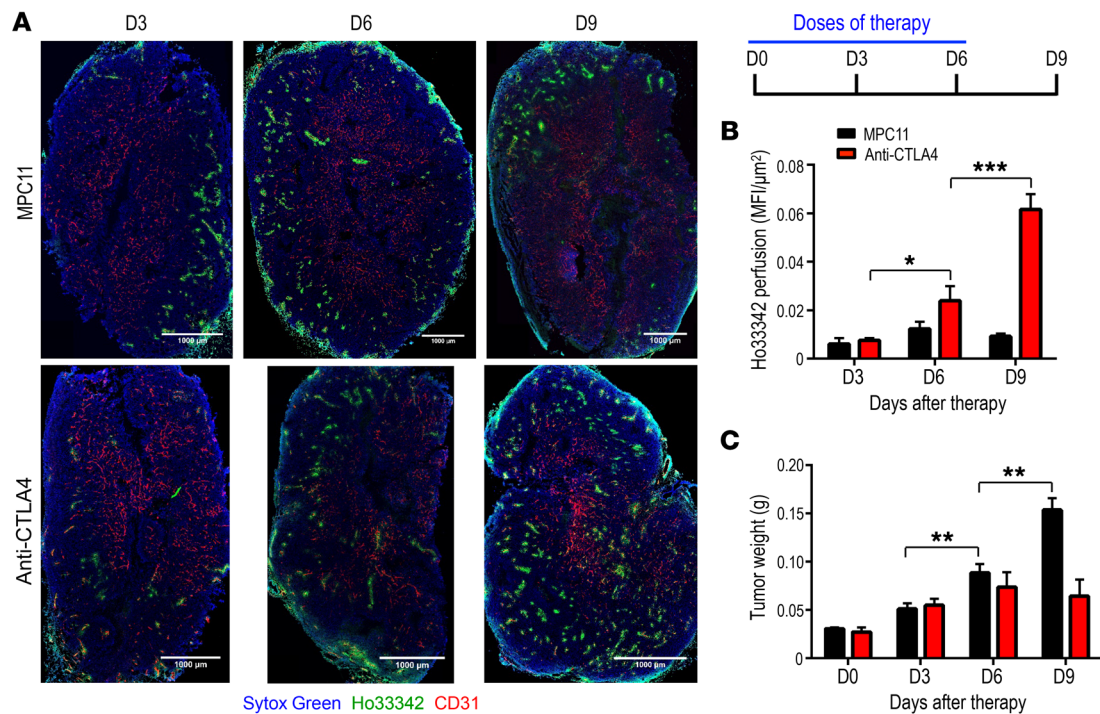 A
D3
D6
D9
MPC11
1000 µm
1000 µm
1000 µm
Anti-CTLA4
1000 µm
1000 µm
1000 µm
Sytox Green Ho33342 CD31
Doses of therapy
D0 D3 D6 D9
B
MPC11
Anti-CTLA4
Ho33342 perfusion (MFI/µm²)
0.08
0.06
0.04
0.02
0
*
***
D3 D6 D9
Days after therapy
C
Tumor weight (g)
0.20
0.15
0.10
0.05
0
**
**
D0 D3 D6 D9
Days after therapy